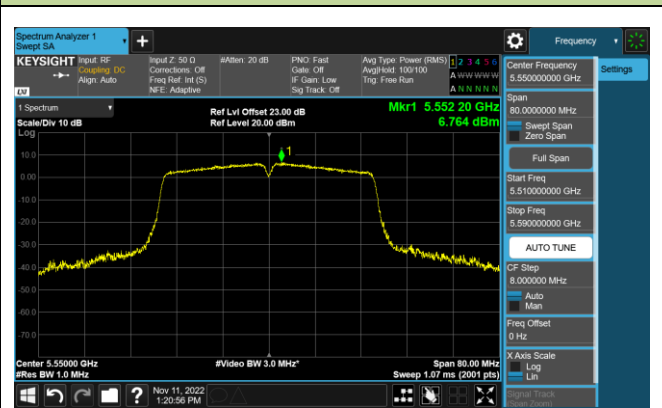 Spectrum Analyzer 1
Swept SA
Frequency
KEYSIGHT
Input: RF
Coupling: DC
Align: Auto
Input Z: 50 Ω
Corrections: Off
Freq Ref: Int (S)
NFE: Adaptive
#Atten: 20 dB
PNO: Fast
Gate: Off
IF Gain: Low
Sig Track: Off
Avg Type: Power (RMS)
Avg|Hold: 100/100
Trig: Free Run
1 2 3 4 5 6
A W W W W W
A N N N N N
LXI
1 Spectrum
Scale/Div 10 dB
Log
Ref Lvl Offset 23.00 dB
Ref Level 20.00 dBm
Mkr1 5.552 20 GHz
6.764 dBm
1
10.0
0.00
-10.0
-20.0
-30.0
-40.0
-50.0
-60.0
-70.0
Center 5.55000 GHz
#Res BW 1.0 MHz
#Video BW 3.0 MHz*
Span 80.00 MHz
Sweep 1.07 ms (2001 pts)
Center Frequency
5.550000000 GHz
Settings
Span
80.0000000 MHz
Swept Span
Zero Span
Full Span
Start Freq
5.510000000 GHz
Stop Freq
5.590000000 GHz
AUTO TUNE
CF Step
8.000000 MHz
Auto
Man
Freq Offset
0 Hz
X Axis Scale
Log
Lin
Signal Track
(Span Zoom)
?
Nov 11, 2022
1:20:56 PM